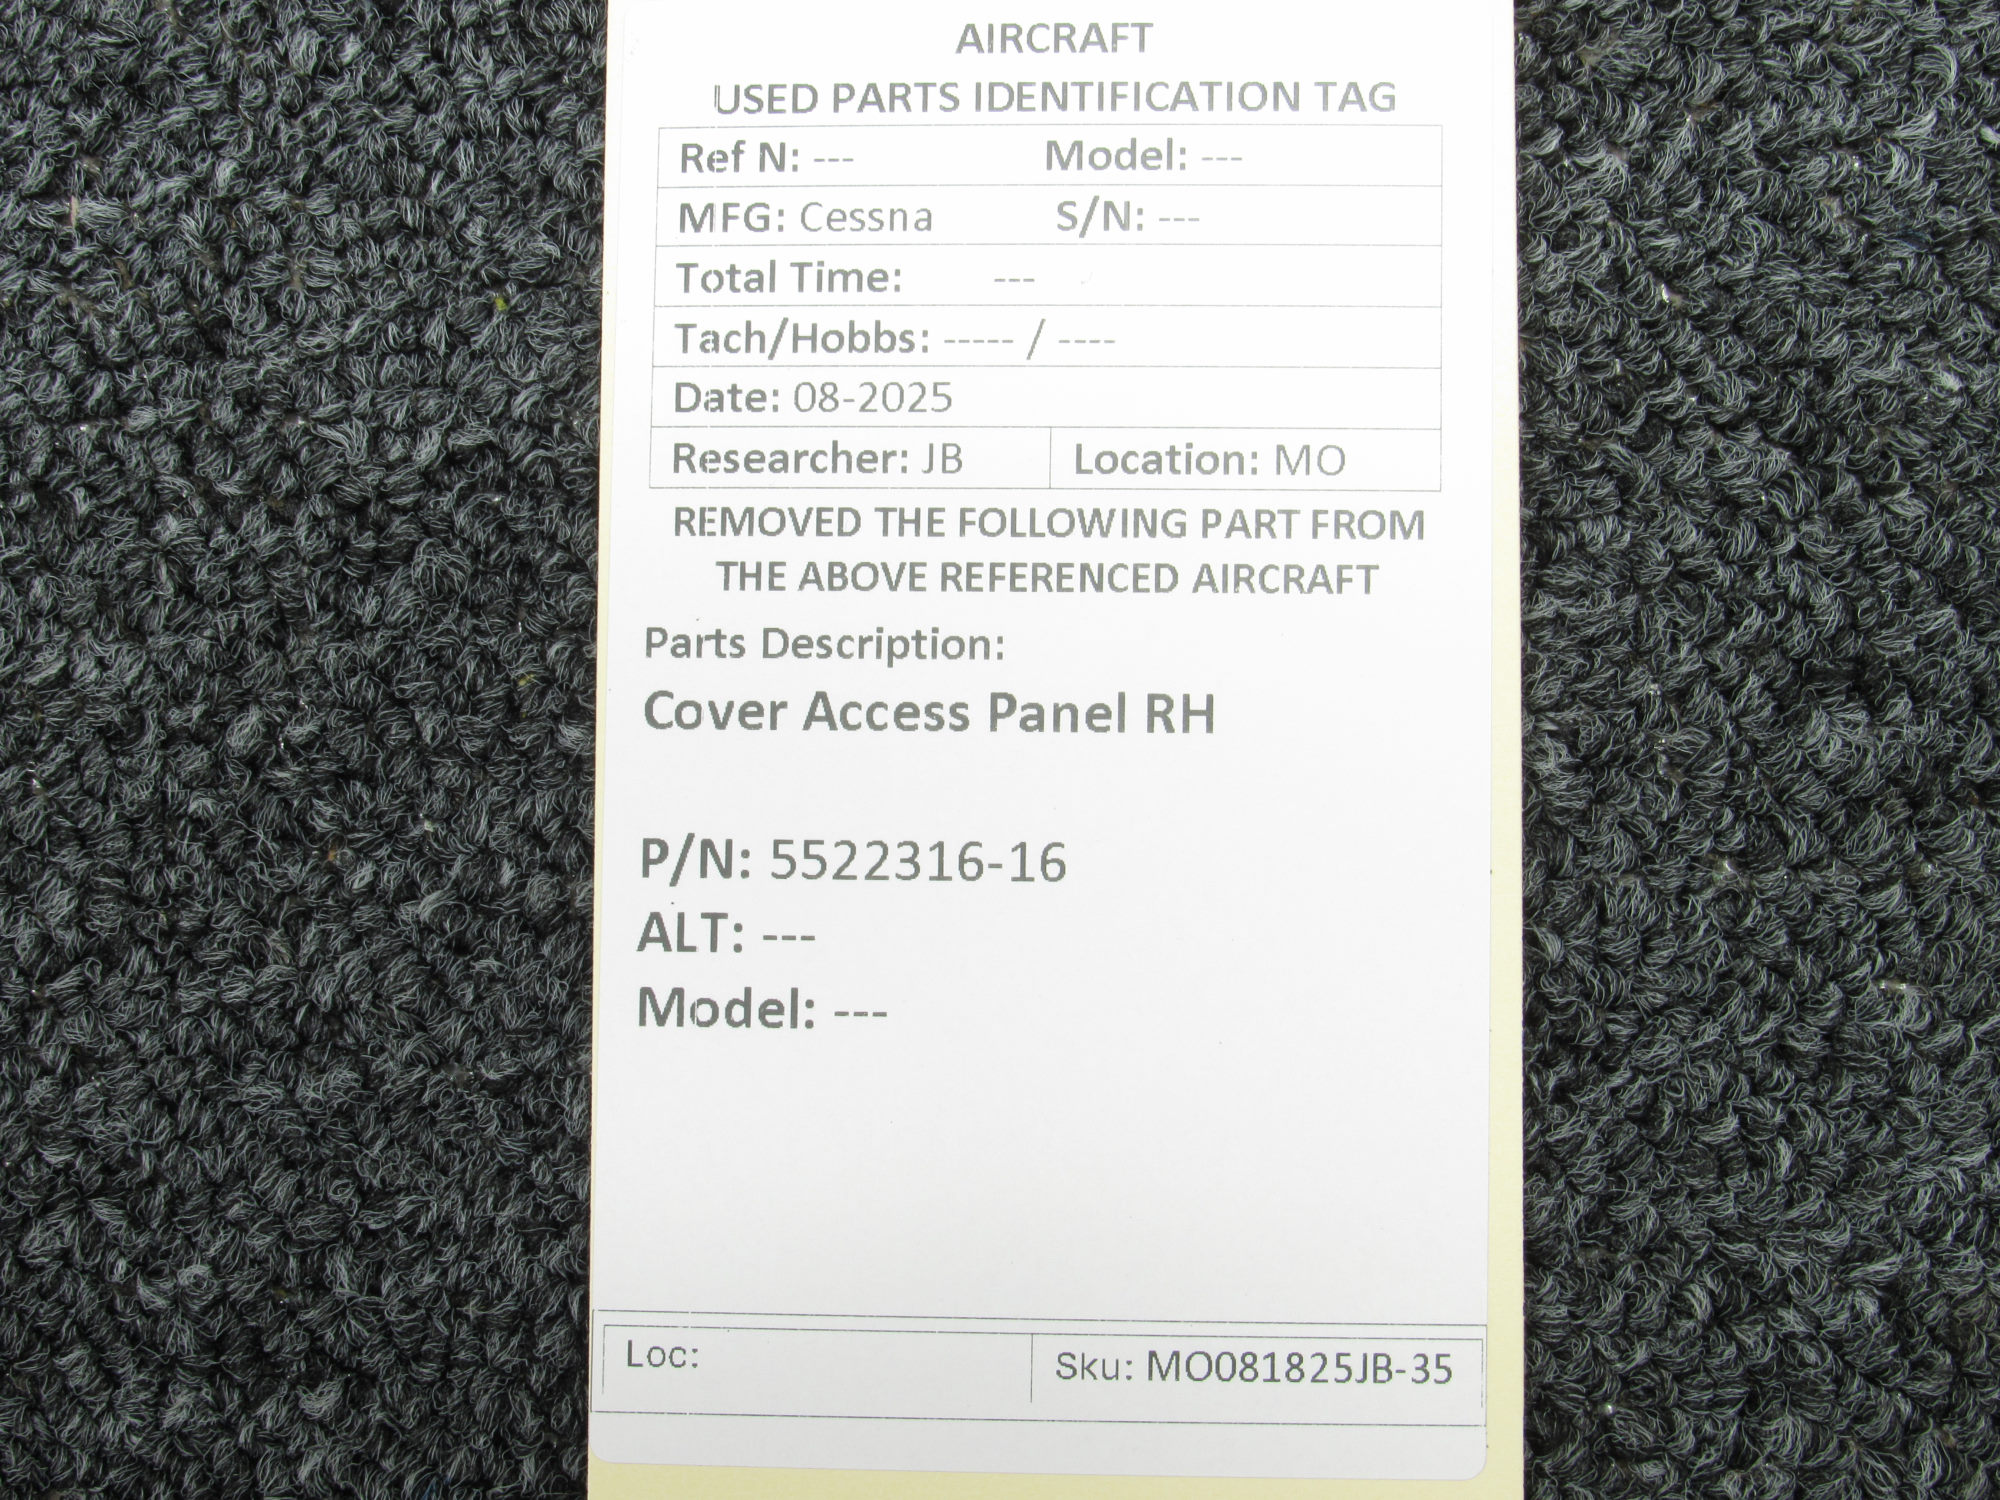 AIRCRAFT
USED PARTS IDENTIFICATION TAG
Ref N: --- Model: ---
MFG: Cessna S/N: ---
Total Time: ---
Tach/Hobbs: ----- / ----
Date: 08-2025
Researcher: JB Location: MO
REMOVED THE FOLLOWING PART FROM
THE ABOVE REFERENCED AIRCRAFT
Parts Description:
Cover Access Panel RH
P/N: 5522316-16
ALT: ---
Model: ---
Loc: Sku: MO081825JB-35